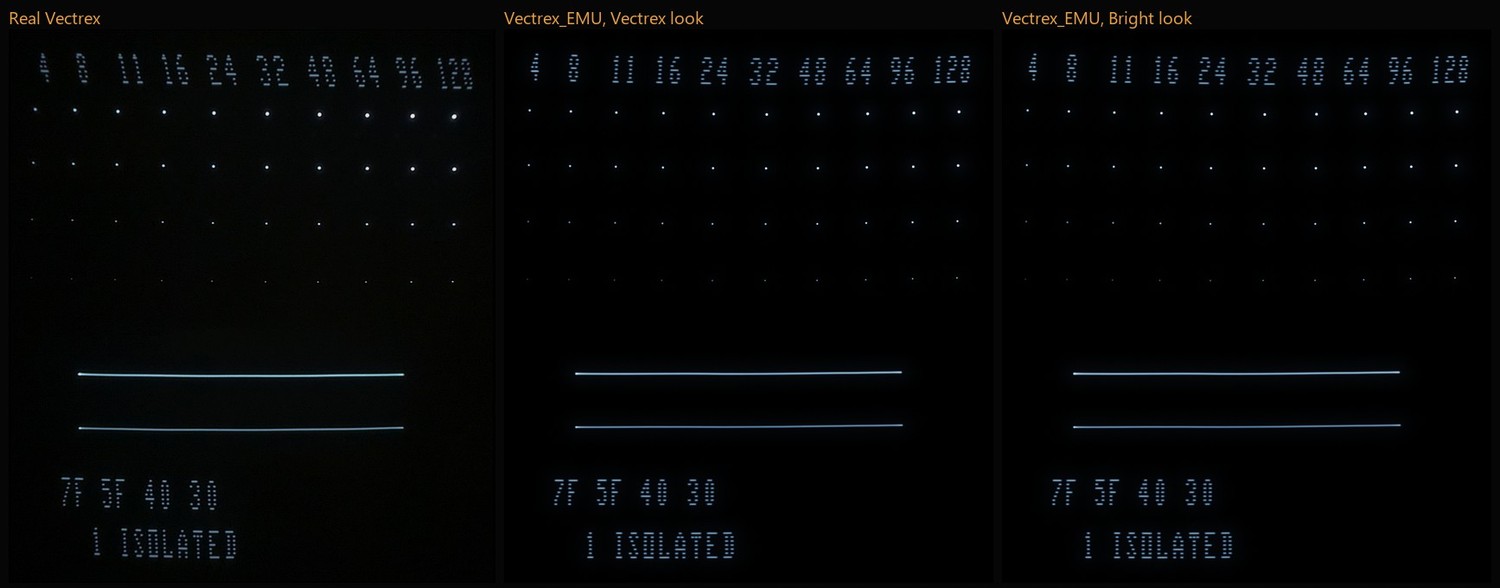 Real Vectrex
4 8 11 16 24 32 48 64 96 128
7F 5F 40 30
1 ISOLATED
Vectrex_EMU, Vectrex look
4 8 11 16 24 32 48 64 96 128
7F 5F 40 30
1 ISOLATED
Vectrex_EMU, Bright look
4 8 11 16 24 32 48 64 96 128
7F 5F 40 30
1 ISOLATED